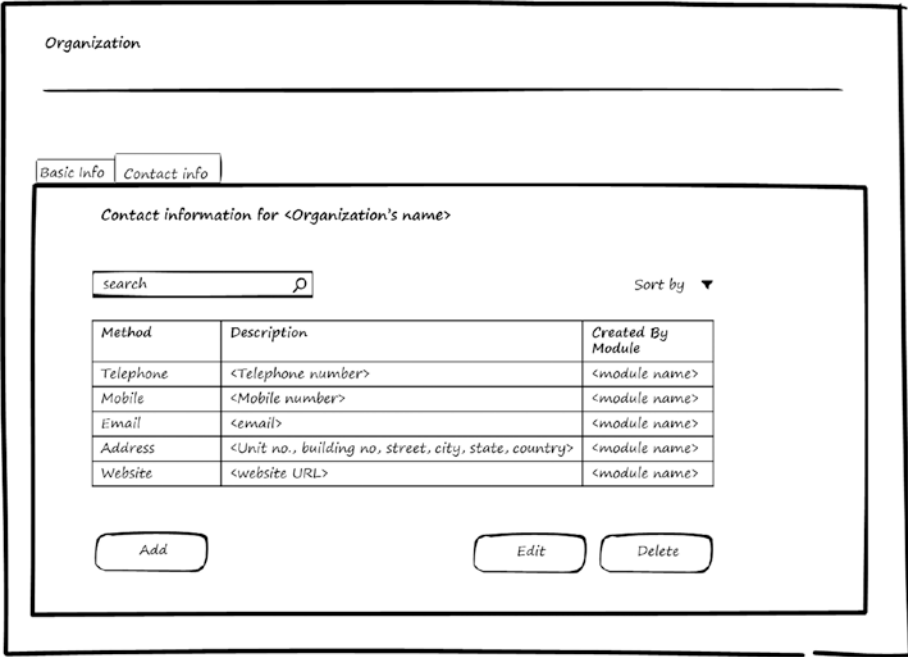 Organization
Basic Info
Contact info
Contact information for <Organization's name>
search
Sort by
Method Description Created By Module
Telephone <Telephone number> <module name>
Mobile <Mobile number> <module name>
Email <email> <module name>
Address <Unit no., building no, street, city, state, country> <module name>
Website <website URL> <module name>
Add Edit Delete